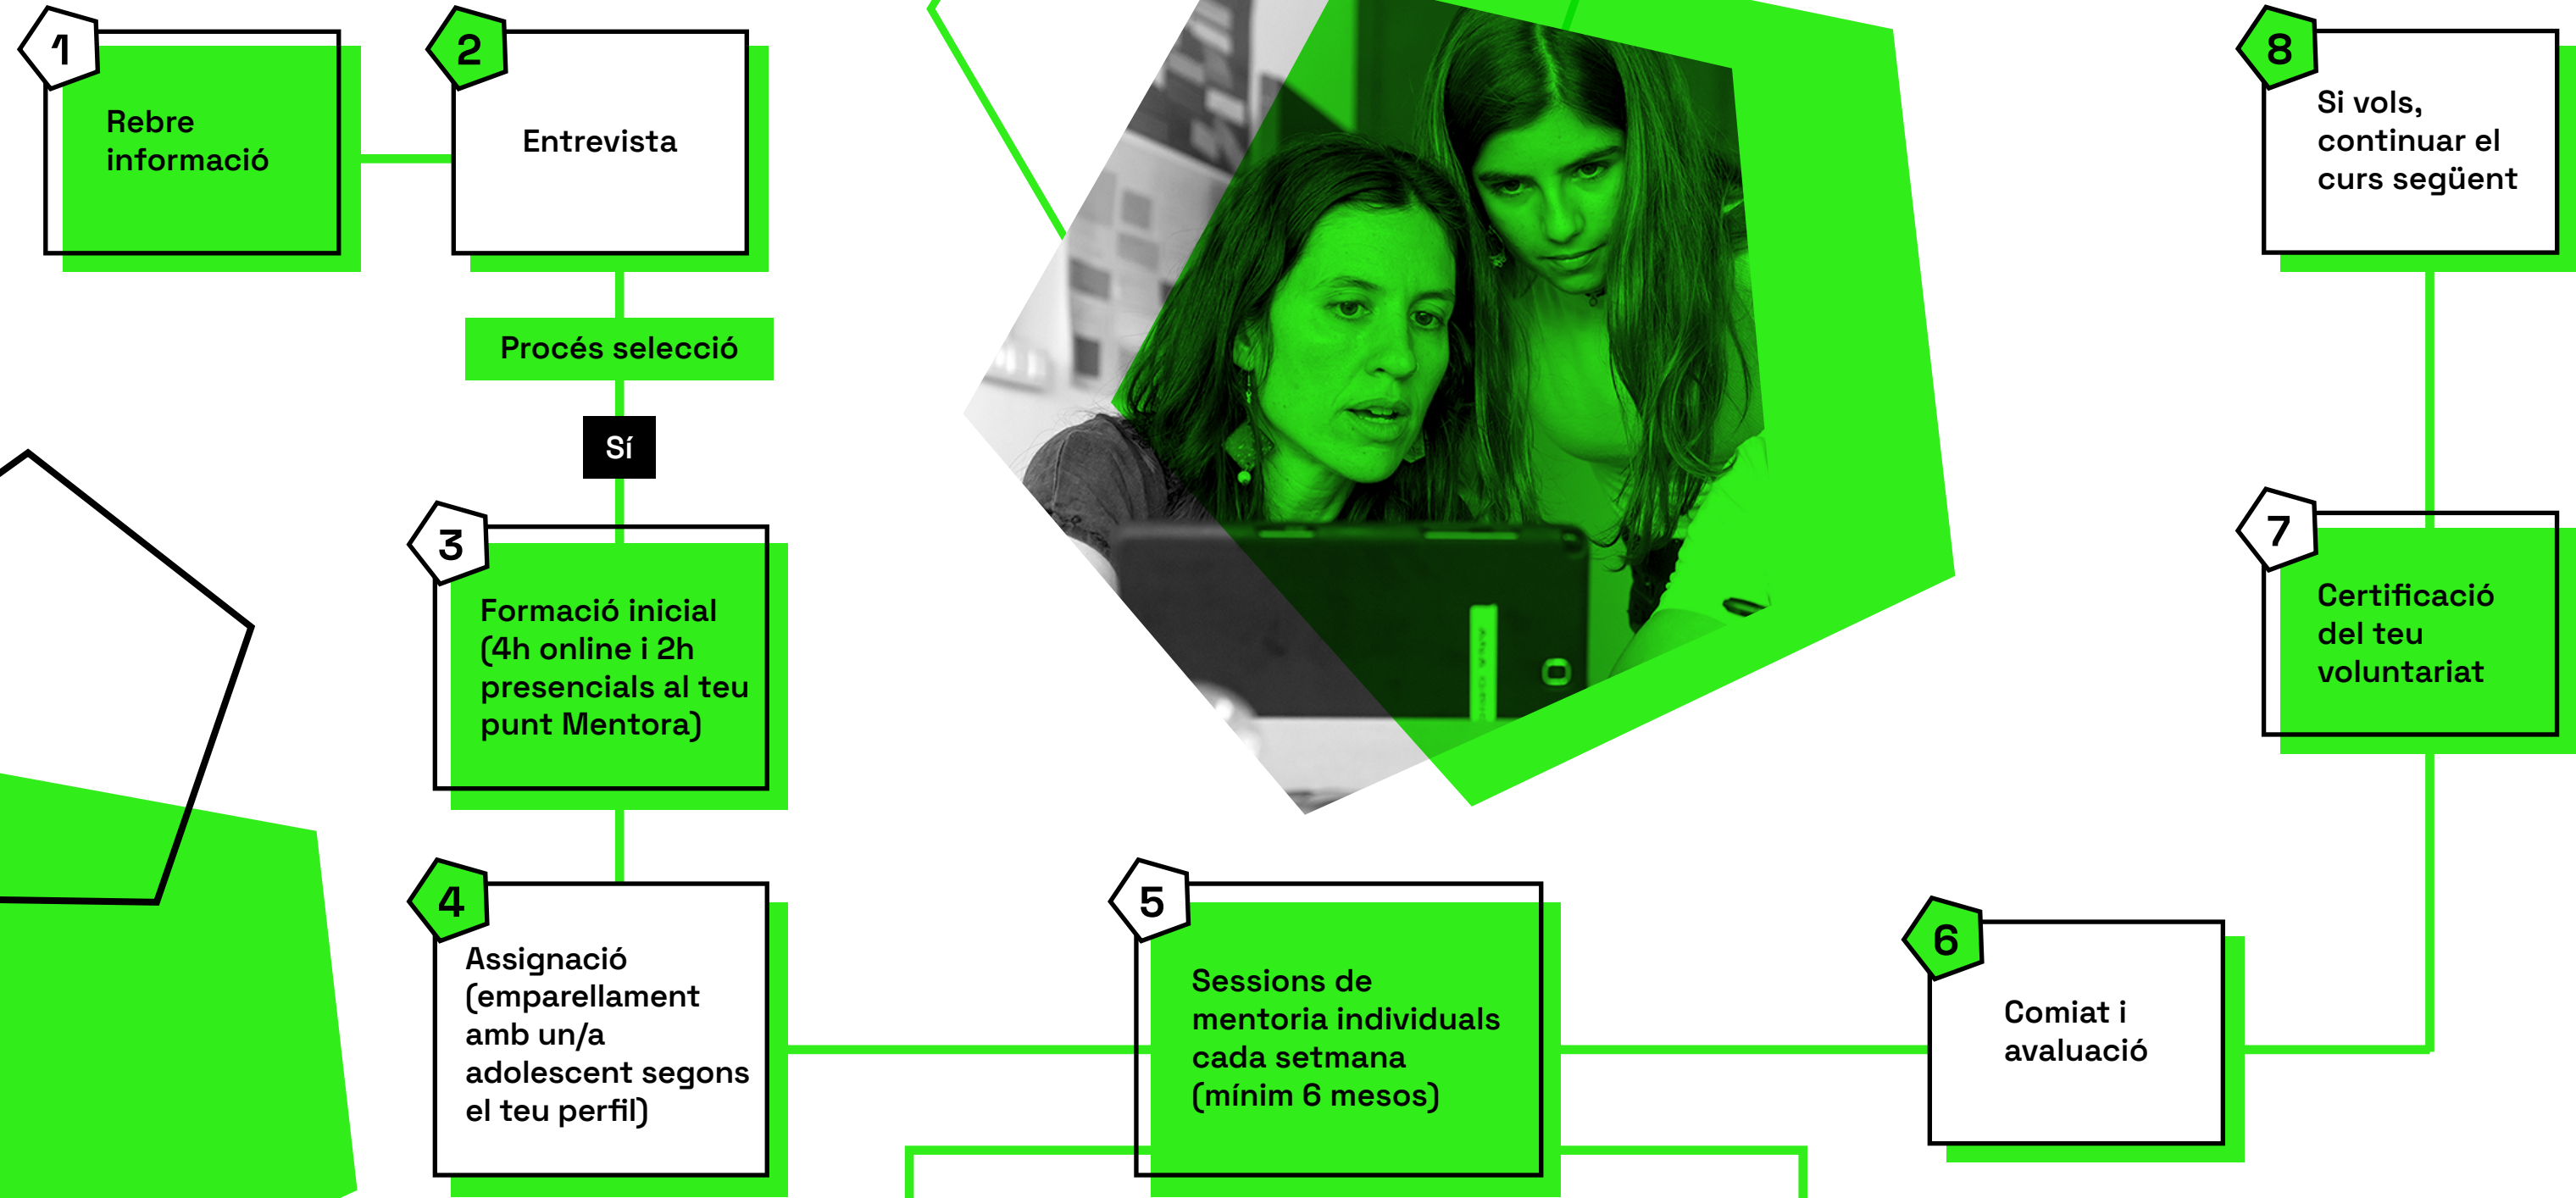 1
Rebre
informació
2
Entrevista
Procés selecció
Sí
3
Formació inicial
(4h online i 2h
presencials al teu
punt Mentora)
4
Assignació
(emparellament
amb un/a
adolescent segons
el teu perfil)
5
Sessions de
mentoria individuals
cada setmana
(mínim 6 mesos)
6
Comiat i
avaluació
7
Certificació
del teu
voluntariat
8
Si vols,
continuar el
curs següent